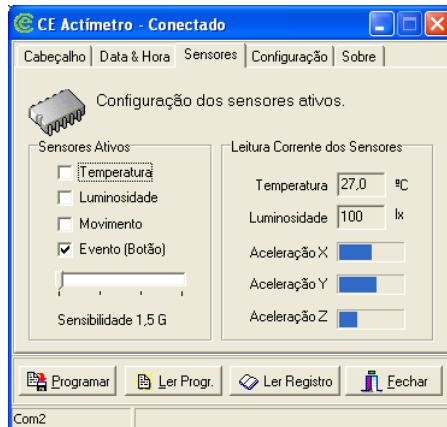 CE Actímetro - Conectado
Cabeçalho Data & Hora Sensores Configuração Sobre
Configuração dos sensores ativos.
Sensores Ativos
Temperatura
Luminosidade
Movimento
Evento (Botão)
Sensibilidade 1,5 G
Leitura Corrente dos Sensores
Temperatura 27,0 ºC
Luminosidade 100 lx
Aceleração X
Aceleração Y
Aceleração Z
Programar Ler Progr. Ler Registro Fechar
Com2